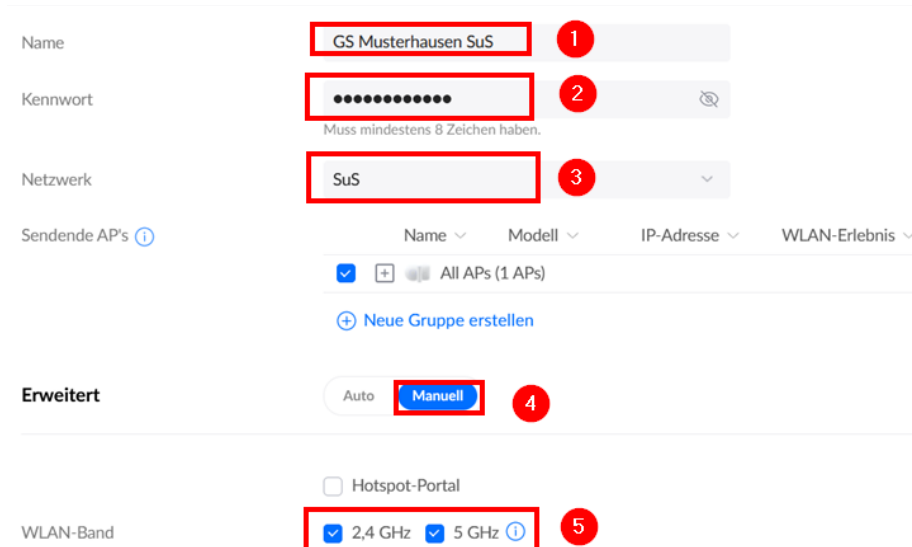 Name GS Musterhausen SuS 1
Kennwort •••••••••••• 2
Muss mindestens 8 Zeichen haben.
Netzwerk SuS 3
Sendende AP's Name Modell IP-Adresse WLAN-Erlebnis
All APs (1 APs)
Neue Gruppe erstellen
Erweitert Auto Manuell 4
Hotspot-Portal
WLAN-Band 2,4 GHz 5 GHz 5